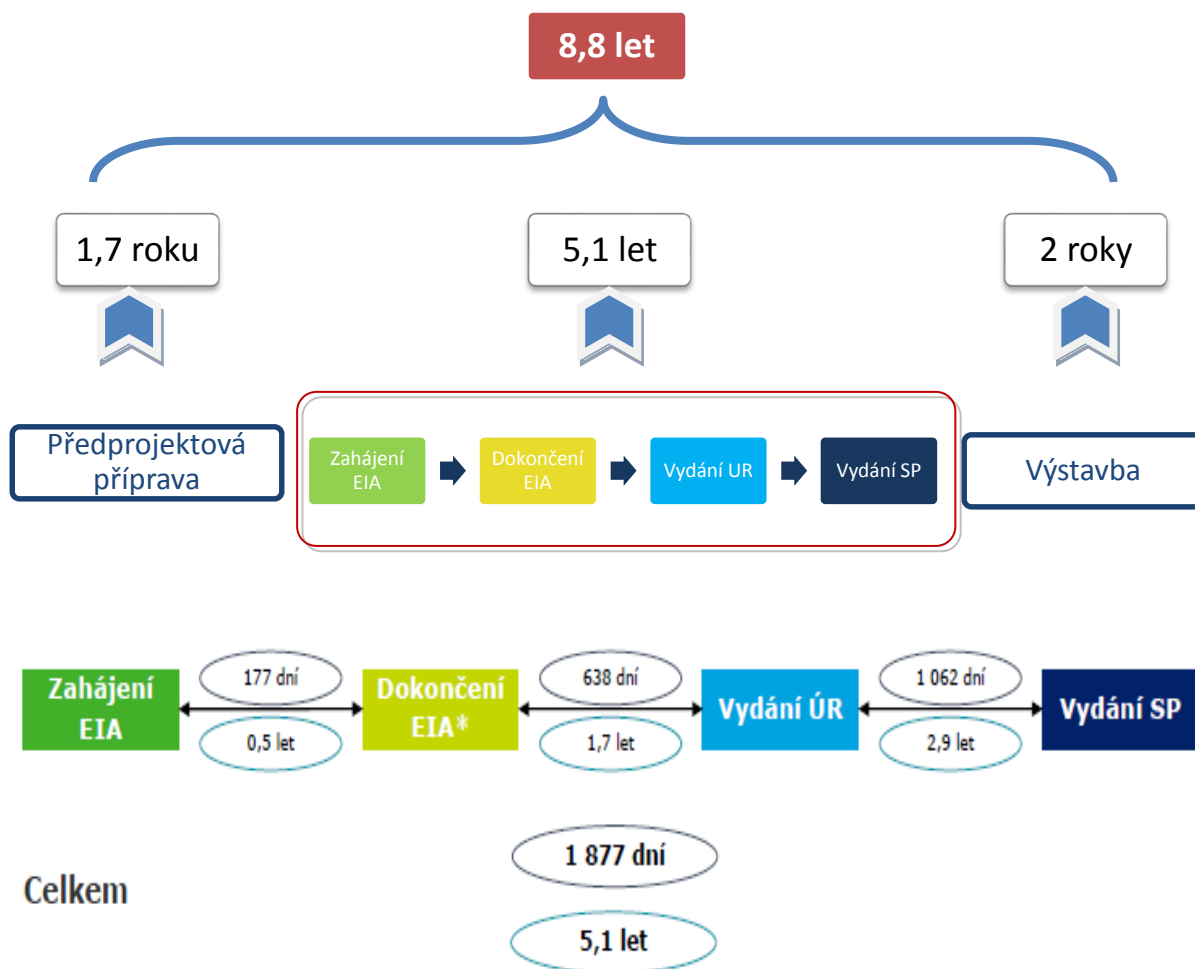 8,8 let
1,7 roku
5,1 let
2 roky
Předprojektová
příprava
Zahájení
EIA
Dokončení
EIA
Vydání UR
Vydání SP
Výstavba
Zahájení
EIA
177 dní
0,5 let
Dokončení
EIA*
638 dní
1,7 let
Vydání ÚR
1 062 dní
2,9 let
Vydání SP
Celkem
1 877 dní
5,1 let